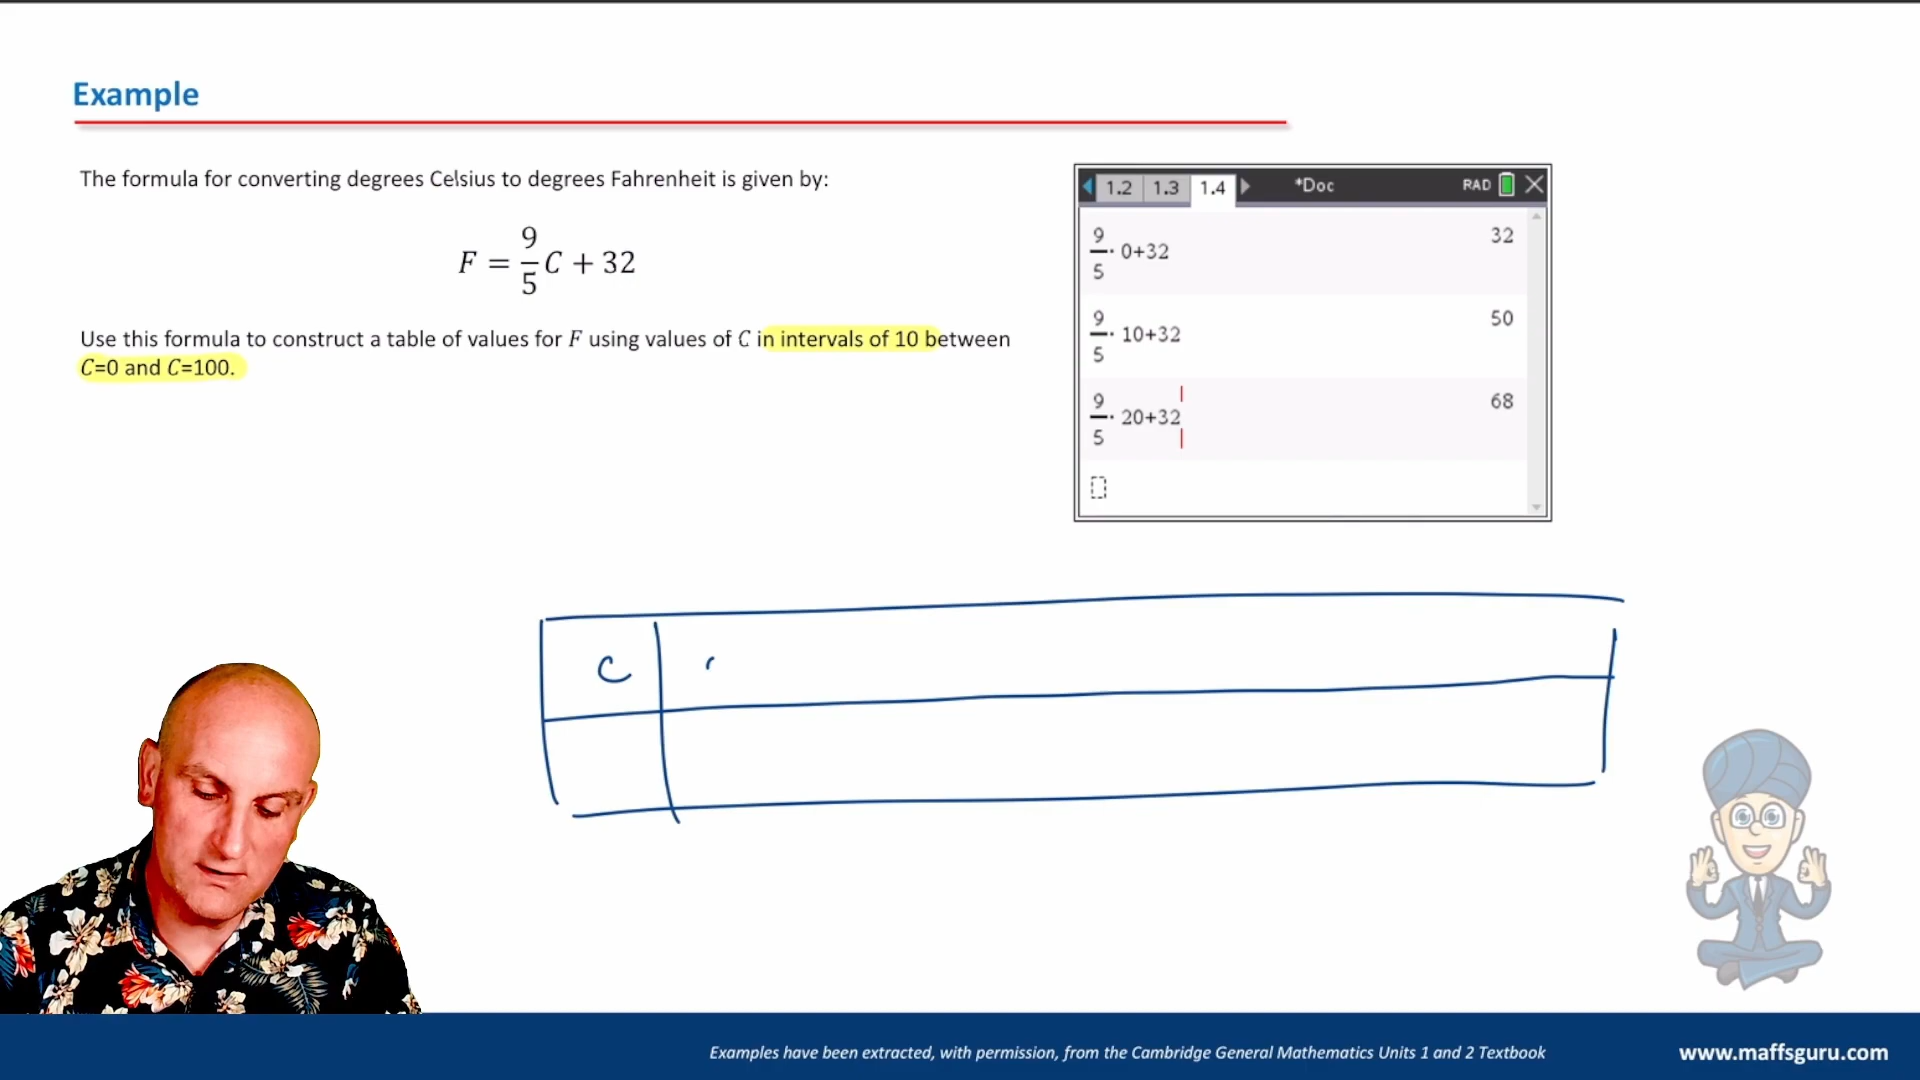 Example
The formula for converting degrees Celsius to degrees Fahrenheit is given by:
F = 9/5 C + 32
Use this formula to construct a table of values for F using values of C in intervals of 10 between
C=0 and C=100.
1.2 1.3 1.4 *Doc RAD
9/5 · 0+32 32
9/5 · 10+32 50
9/5 · 20+32 68
C
Examples have been extracted, with permission, from the Cambridge General Mathematics Units 1 and 2 Textbook
www.maffsguru.com